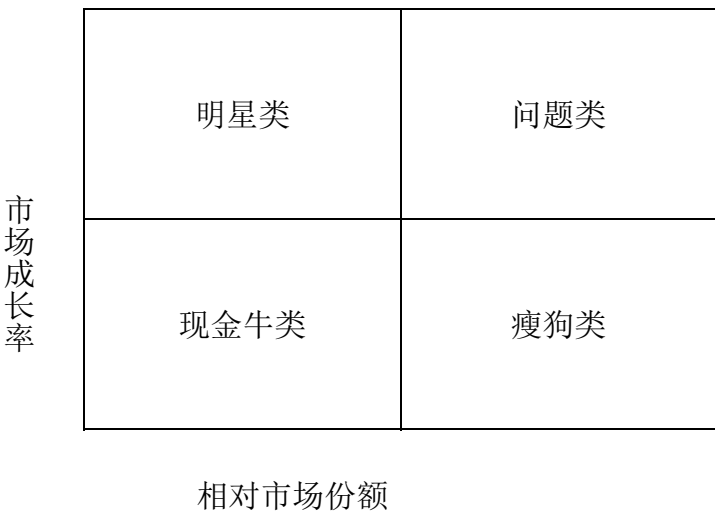 明星类
问题类
市场成长率
现金牛类
瘦狗类
相对市场份额